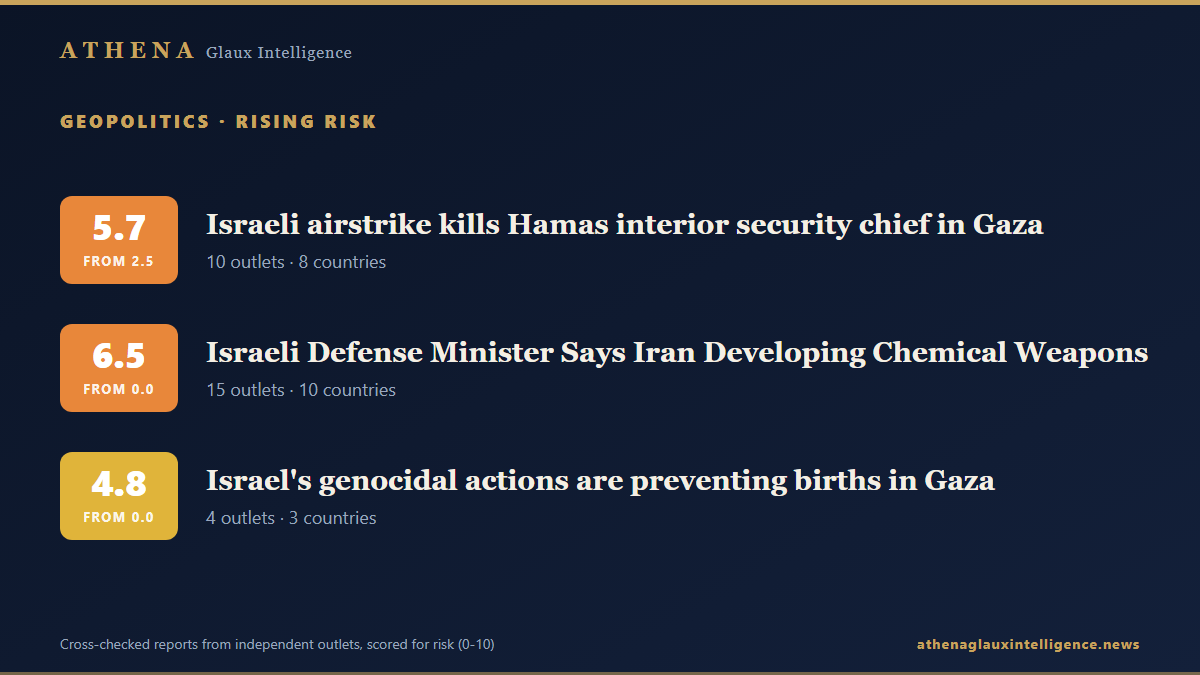 ATHENA Glaux Intelligence
GEOPOLITICS · RISING RISK
5.7
FROM 2.5
Israeli airstrike kills Hamas interior security chief in Gaza
10 outlets · 8 countries
6.5
FROM 0.0
Israeli Defense Minister Says Iran Developing Chemical Weapons
15 outlets · 10 countries
4.8
FROM 0.0
Israel's genocidal actions are preventing births in Gaza
4 outlets · 3 countries
Cross-checked reports from independent outlets, scored for risk (0-10)
athenaglauxintelligence.news